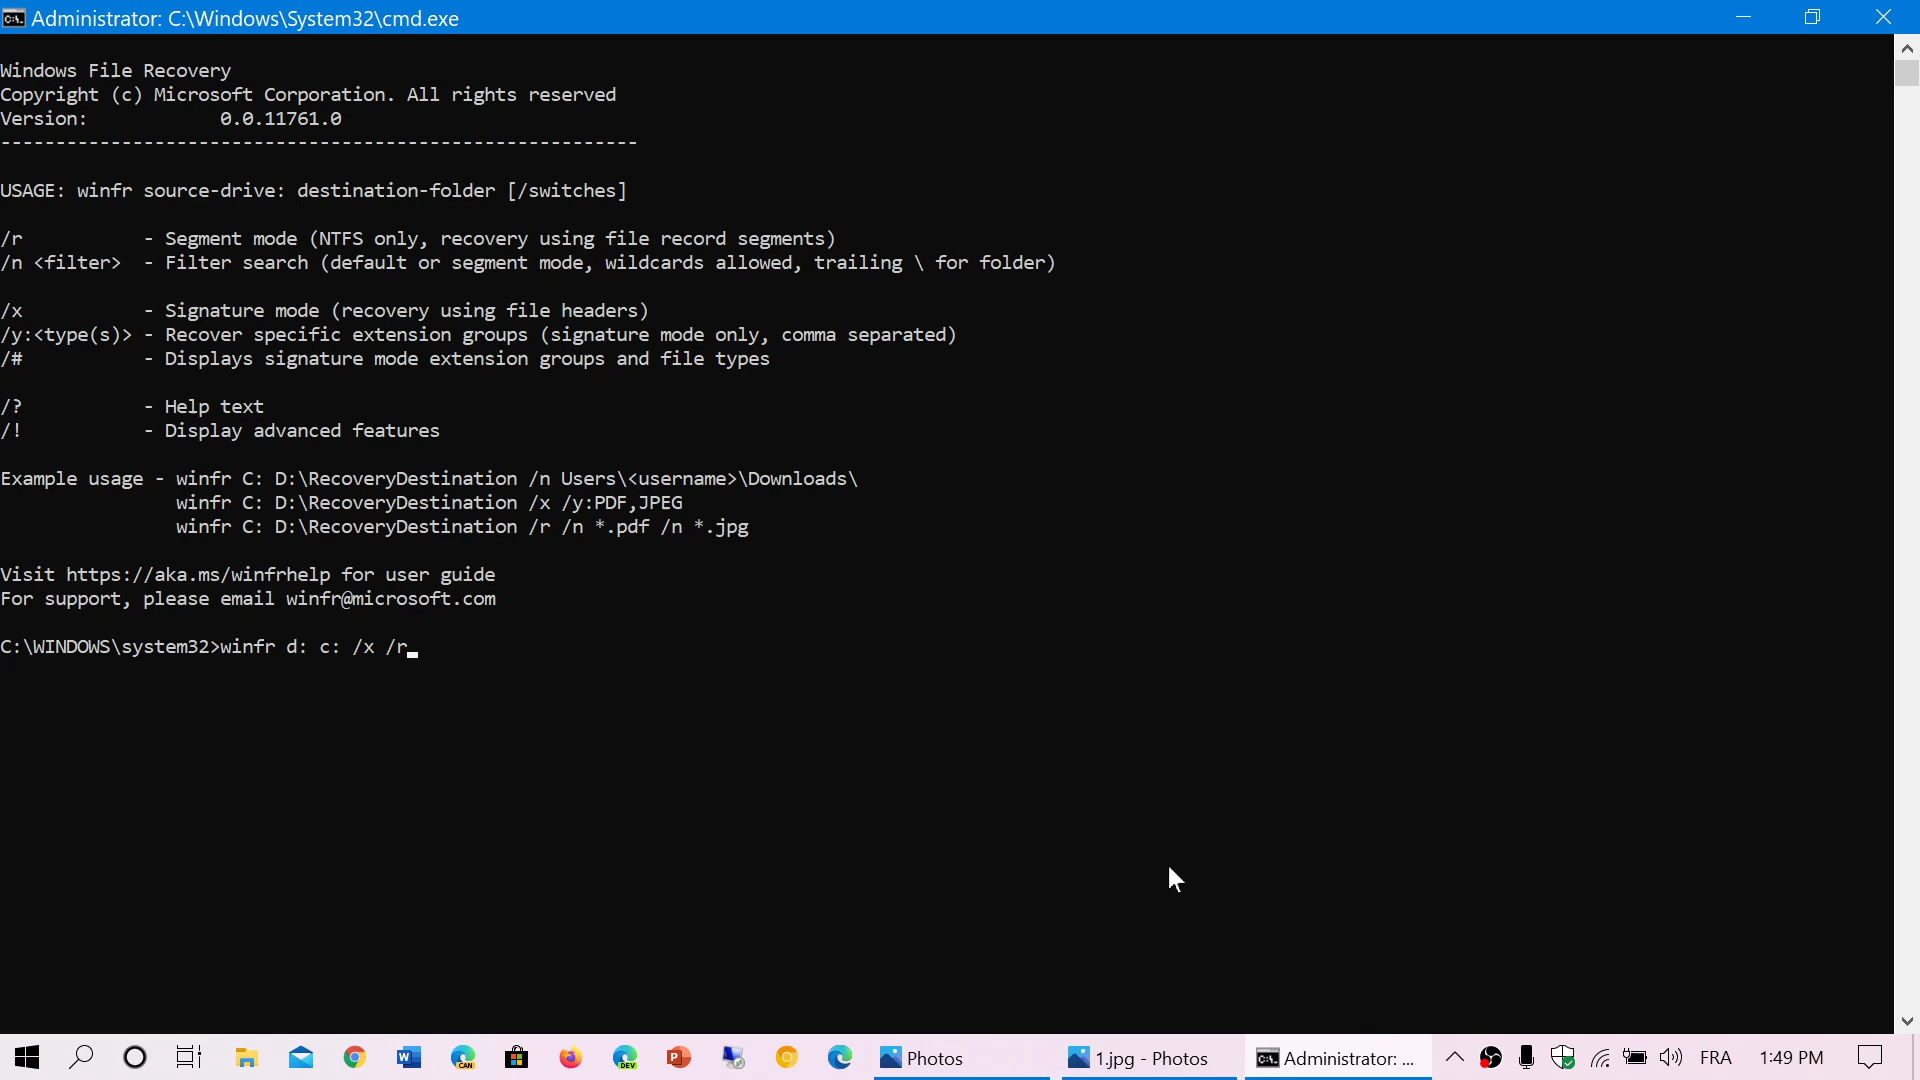 Administrator: C:\Windows\System32\cmd.exe
Windows File Recovery
Copyright (c) Microsoft Corporation. All rights reserved
Version:            0.0.11761.0
----------------------------------------------------------
USAGE: winfr source-drive: destination-folder [/switches]
/r           - Segment mode (NTFS only, recovery using file record segments)
/n <filter>  - Filter search (default or segment mode, wildcards allowed, trailing \ for folder)
/x           - Signature mode (recovery using file headers)
/y:<type(s)> - Recover specific extension groups (signature mode only, comma separated)
/#           - Displays signature mode extension groups and file types
/?           - Help text
/!           - Display advanced features
Example usage - winfr C: D:\RecoveryDestination /n Users\<username>\Downloads\
                winfr C: D:\RecoveryDestination /x /y:PDF,JPEG
                winfr C: D:\RecoveryDestination /r /n *.pdf /n *.jpg
Visit https://aka.ms/winfrhelp for user guide
For support, please email winfr@microsoft.com
C:\WINDOWS\system32>winfr d: c: /x /r_
Photos 1.jpg - Photos Administrator: ... FRA 1:49 PM